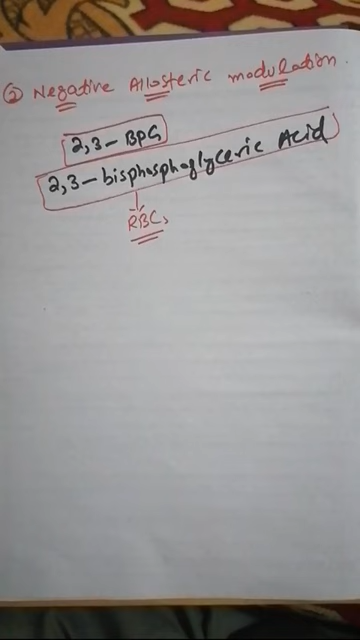 ② Negative Allosteric modulation.
2,3-BPG
2,3-bisphosphoglyceric Acid
RBCs